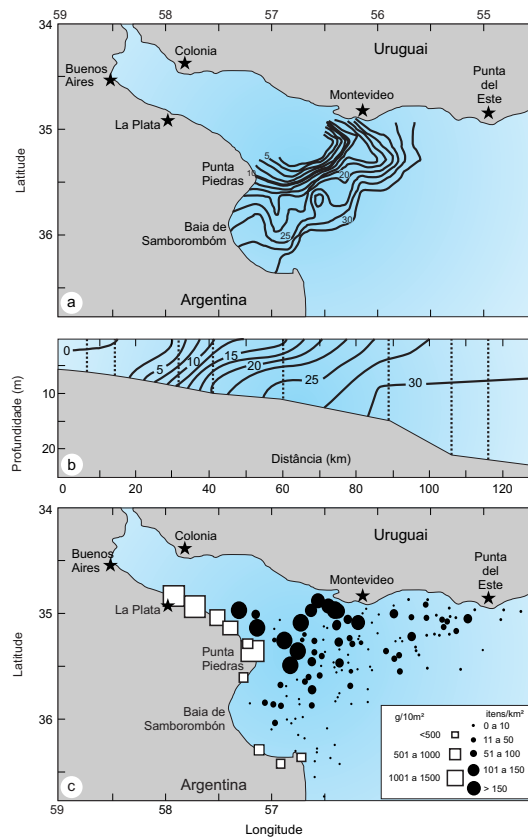 59 58 57 56 55
34
Uruguai
Colonia
Buenos
Aires
Montevideo
Punta
del
Este
La Plata
35
Latitude
Punta
Piedras
5
10
20
Baia de
Samborombóm
25
30
36
Argentina
a
0 5 10 15 20 25 30
Profundidade (m)
10
20
Distância (km)
b
0 20 40 60 80 100 120
34
Uruguai
Colonia
Buenos
Aires
Montevideo
Punta
del
Este
La Plata
35
Latitude
Punta
Piedras
Baia de
Samborombón
36
Argentina
c
g/10m² itens/km²
<500 0 a 10
11 a 50
501 a 1000 51 a 100
1001 a 1500 101 a 150
> 150
59 58 57 56 55
Longitude